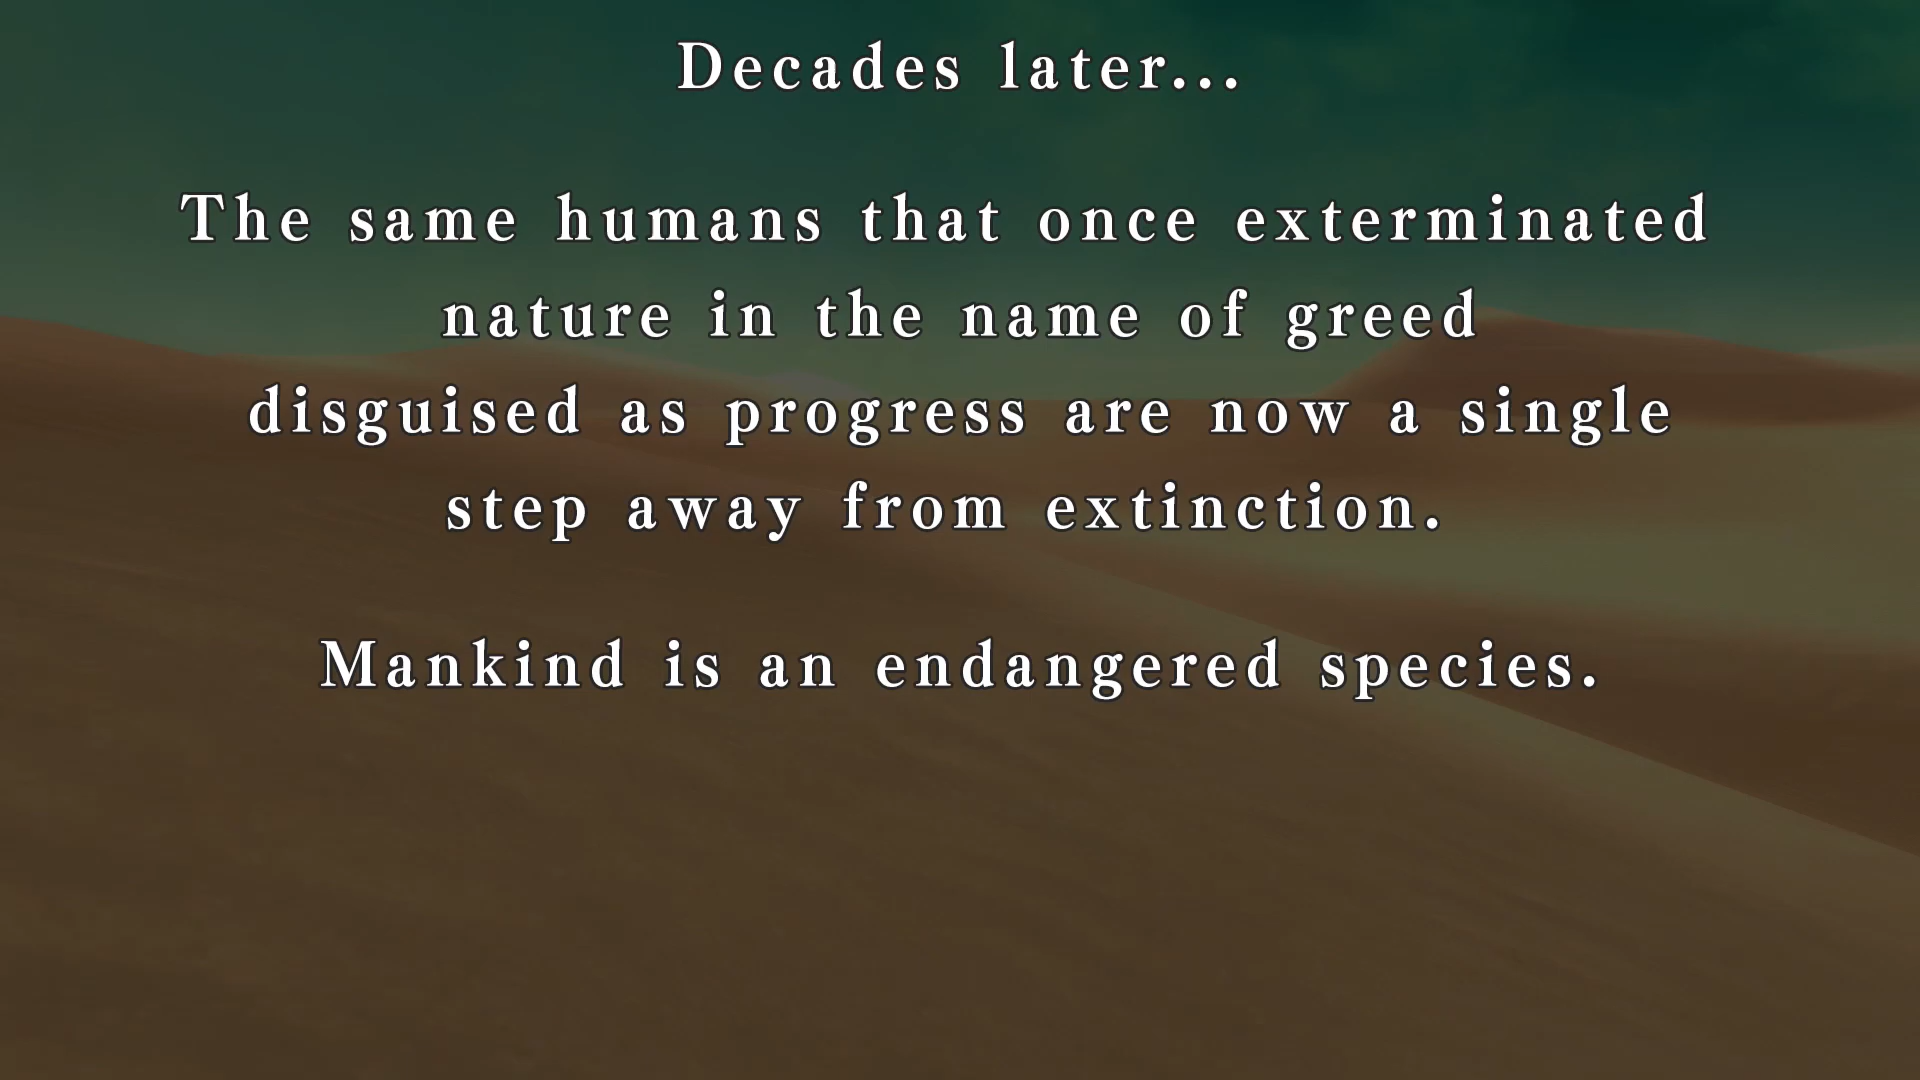 Decades later...
The same humans that once exterminated
nature in the name of greed
disguised as progress are now a single
step away from extinction.
Mankind is an endangered species.